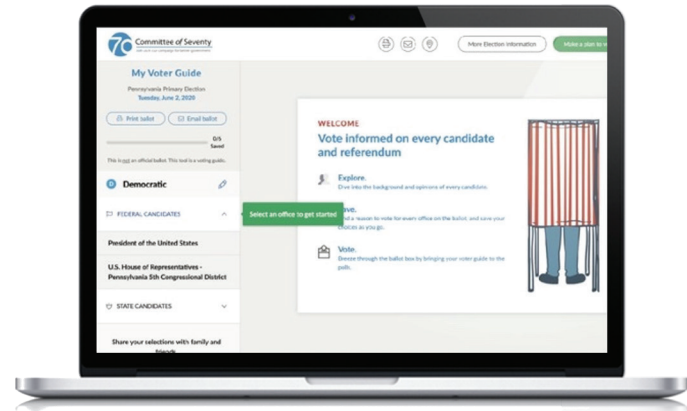 70 Committee of Seventy
More Election Information
Make a plan to v
My Voter Guide
Pennsylvania Primary Election
Tuesday, June 2, 2020
Print ballot
Email ballot
0/5
Saved
This is not an official ballot. This tool is a voting guide.
Democratic
FEDERAL CANDIDATES
Select an office to get started
President of the United States
U.S. House of Representatives -
Pennsylvania 5th Congressional District
STATE CANDIDATES
Share your selections with family and
friends
WELCOME
Vote informed on every candidate
and referendum
Explore.
Dive into the background and opinions of every candidate.
a reason to vote for every office on the ballot and save your
choices as you go.
Vote.
Breeze through the ballot box by bringing your voter guide to the
polls.